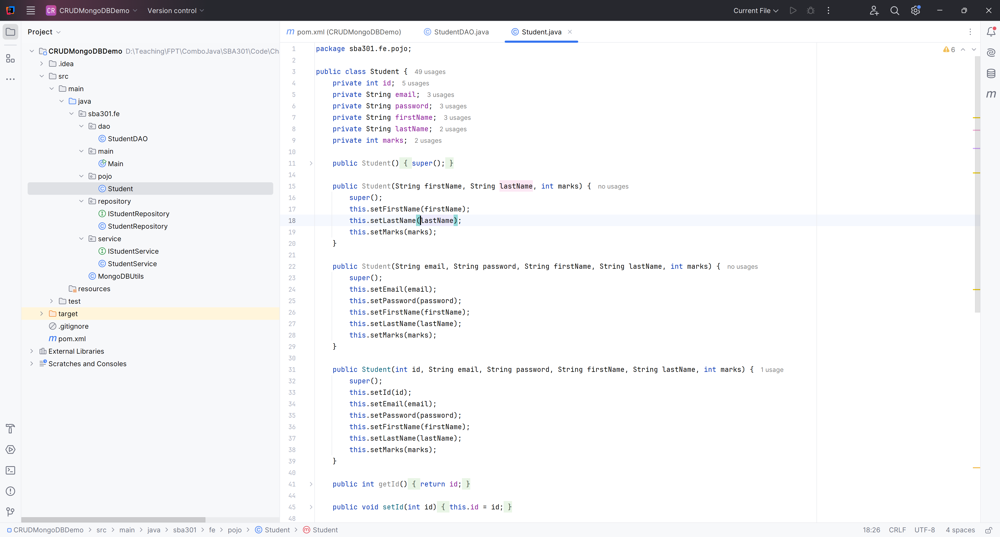 CR CRUDMongoDBDemo Version control Current File
Project
CRUDMongoDBDemo D:\Teaching\FPT\ComboJava\SBA301\Code\Ch
.idea
src
main
java
sba301.fe
dao
StudentDAO
main
Main
pojo
Student
repository
IStudentRepository
StudentRepository
service
IStudentService
StudentService
MongoDBUtils
resources
test
target
.gitignore
pom.xml
External Libraries
Scratches and Consoles
pom.xml (CRUDMongoDBDemo) StudentDAO.java Student.java
6
1 package sba301.fe.pojo;
2
3 public class Student { 49 usages
4 private int id; 5 usages
5 private String email; 3 usages
6 private String password; 3 usages
7 private String firstName; 3 usages
8 private String lastName; 2 usages
9 private int marks; 2 usages
10
11 public Student() { super(); }
14
15 public Student(String firstName, String lastName, int marks) { no usages
16 super();
17 this.setFirstName(firstName);
18 this.setLastName(lastName);
19 this.setMarks(marks);
20 }
21
22 public Student(String email, String password, String firstName, String lastName, int marks) { no usages
23 super();
24 this.setEmail(email);
25 this.setPassword(password);
26 this.setFirstName(firstName);
27 this.setLastName(lastName);
28 this.setMarks(marks);
29 }
30
31 public Student(int id, String email, String password, String firstName, String lastName, int marks) { 1 usage
32 super();
33 this.setId(id);
34 this.setEmail(email);
35 this.setPassword(password);
36 this.setFirstName(firstName);
37 this.setLastName(lastName);
38 this.setMarks(marks);
39 }
40
41 public int getId() { return id; }
44
45 public void setId(int id) { this.id = id; }
48
CRUDMongoDBDemo > src > main > java > sba301 > fe > pojo > Student > Student 18:26 CRLF UTF-8 4 spaces